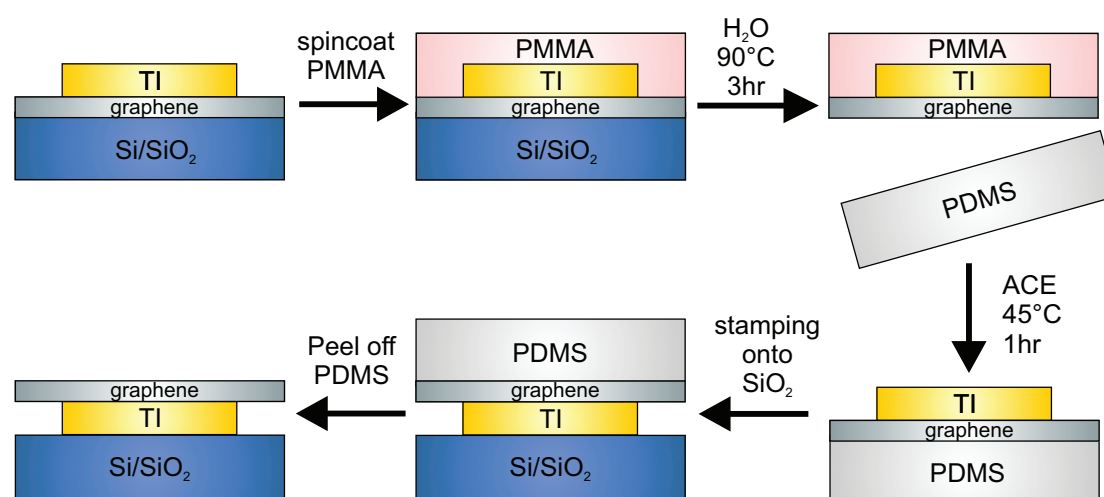 TI
graphene
Si/SiO₂
spincoat
PMMA
PMMA
TI
graphene
Si/SiO₂
H₂O
90°C
3hr
PMMA
TI
graphene
PDMS
ACE
45°C
1hr
TI
graphene
PDMS
stamping
onto
SiO₂
PDMS
graphene
TI
Si/SiO₂
Peel off
PDMS
graphene
TI
Si/SiO₂